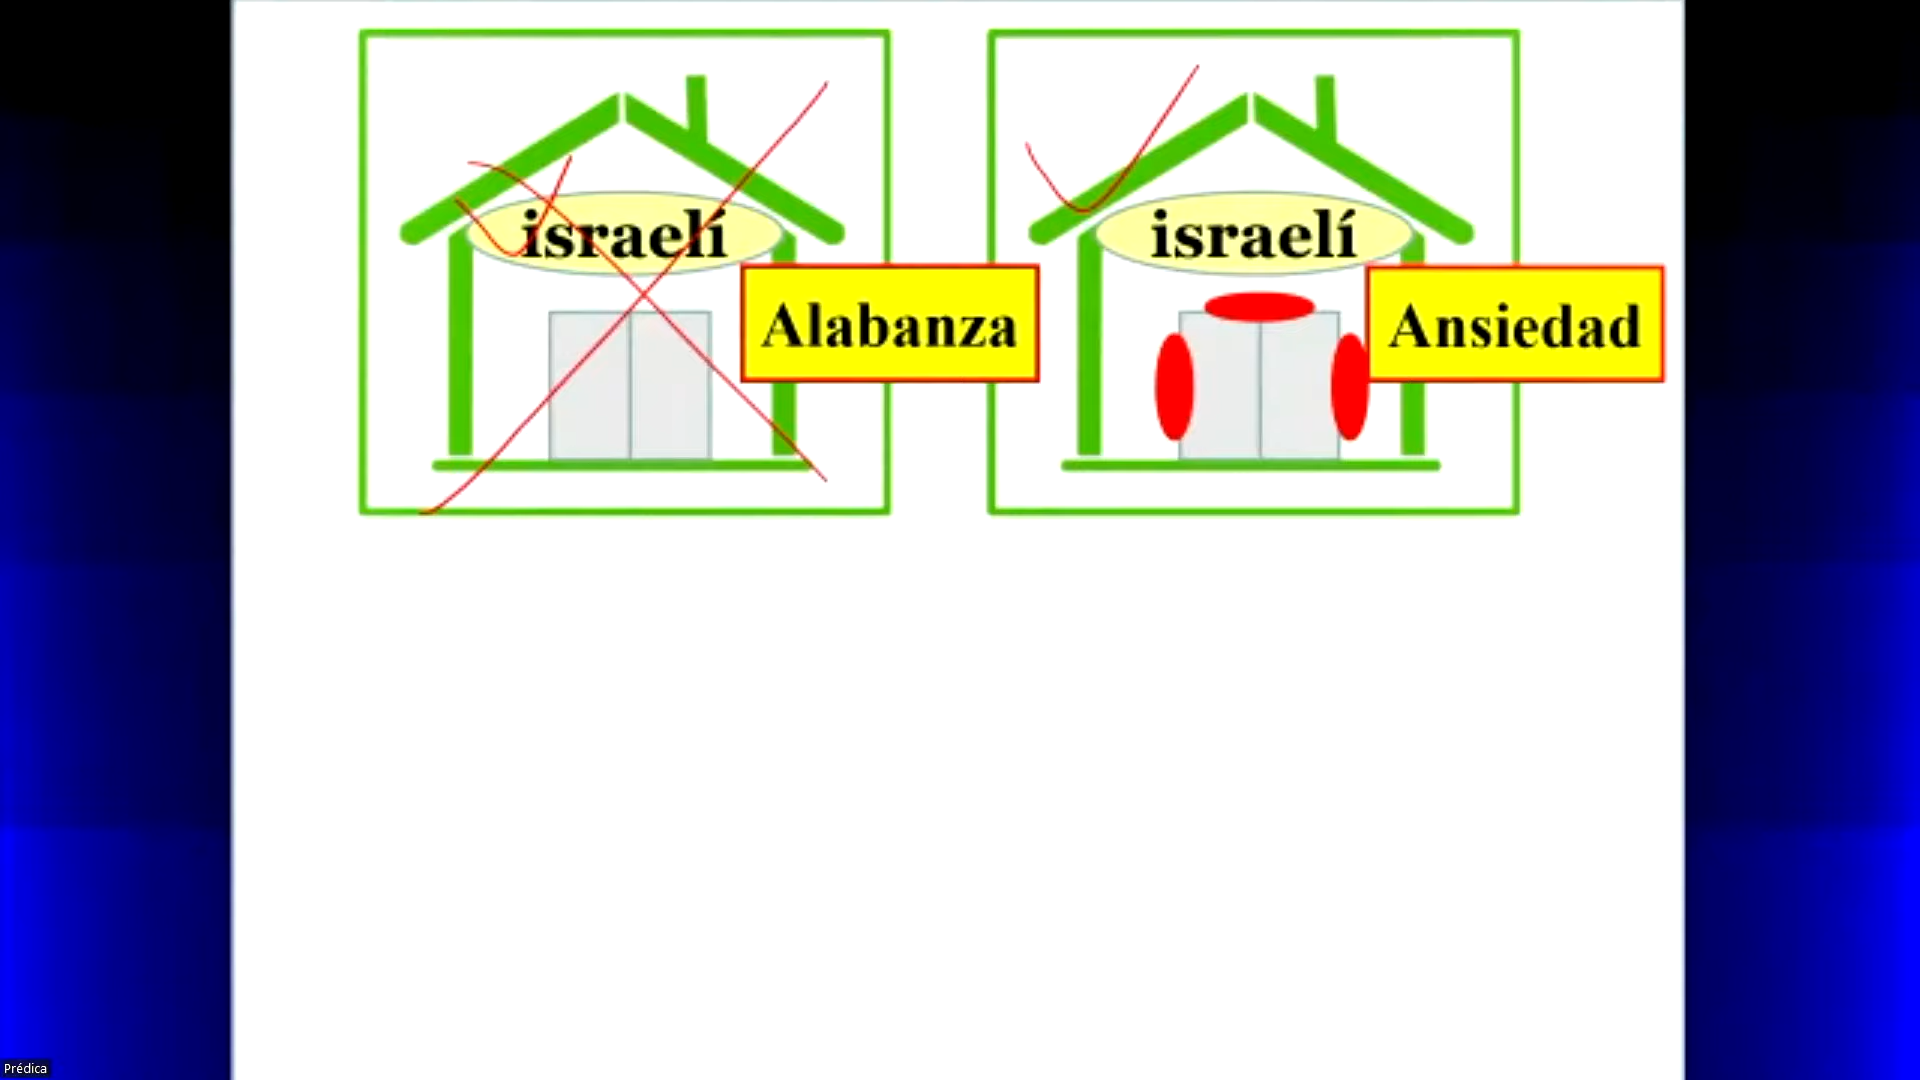 israelí
Alabanza
israelí
Ansiedad
Prédica